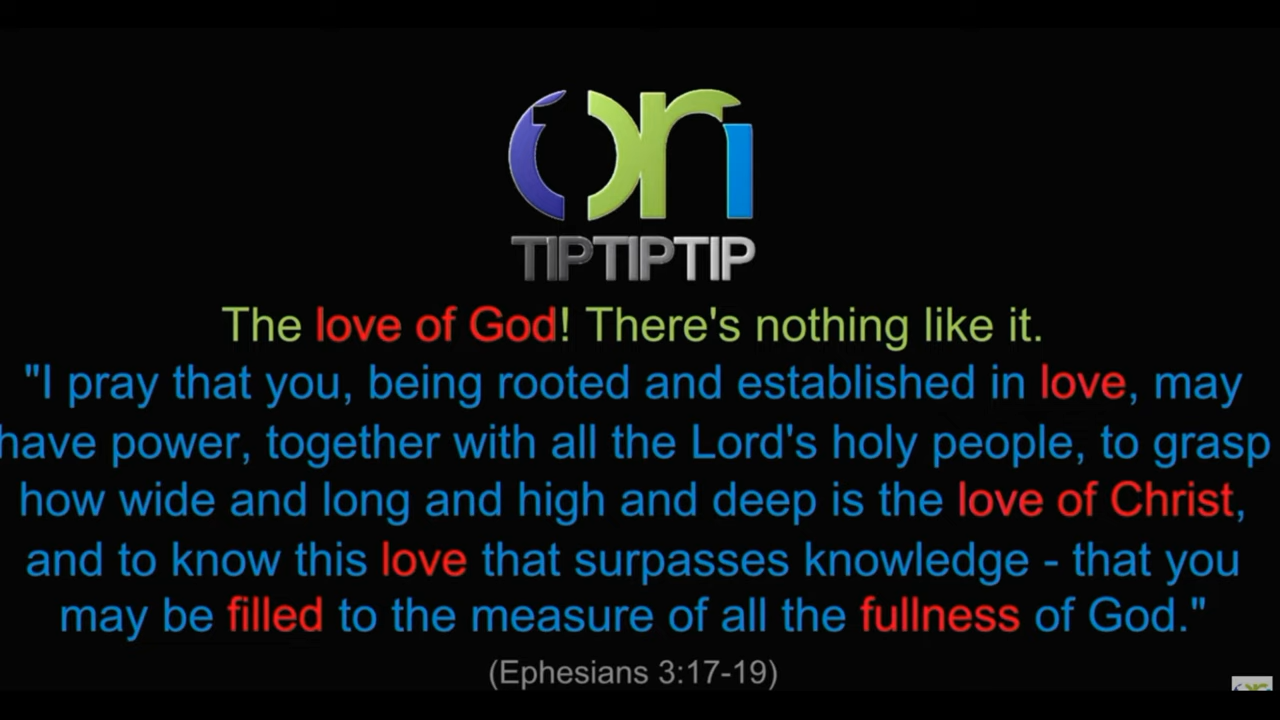 ori
TIPTIPTIP
The love of God! There's nothing like it.
"I pray that you, being rooted and established in love, may
have power, together with all the Lord's holy people, to grasp
how wide and long and high and deep is the love of Christ,
and to know this love that surpasses knowledge - that you
may be filled to the measure of all the fullness of God."
(Ephesians 3:17-19)